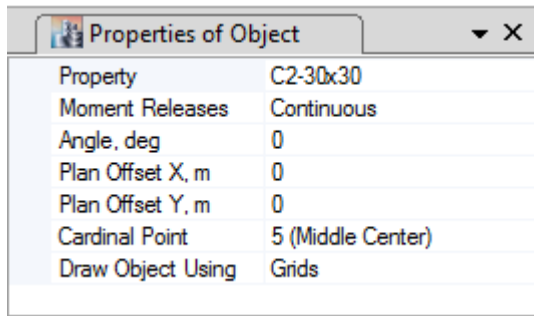 Properties of Object
Property C2-30x30
Moment Releases Continuous
Angle, deg 0
Plan Offset X, m 0
Plan Offset Y, m 0
Cardinal Point 5 (Middle Center)
Draw Object Using Grids